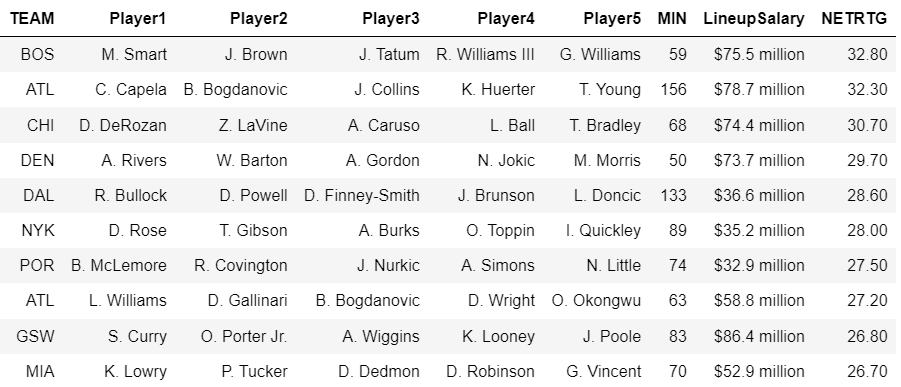 TEAM Player1 Player2 Player3 Player4 Player5 MIN LineupSalary NETRTG
BOS M. Smart J. Brown J. Tatum R. Williams III G. Williams 59 $75.5 million 32.80
ATL C. Capela B. Bogdanovic J. Collins K. Huerter T. Young 156 $78.7 million 32.30
CHI D. DeRozan Z. LaVine A. Caruso L. Ball T. Bradley 68 $74.4 million 30.70
DEN A. Rivers W. Barton A. Gordon N. Jokic M. Morris 50 $73.7 million 29.70
DAL R. Bullock D. Powell D. Finney-Smith J. Brunson L. Doncic 133 $36.6 million 28.60
NYK D. Rose T. Gibson A. Burks O. Toppin I. Quickley 89 $35.2 million 28.00
POR B. McLemore R. Covington J. Nurkic A. Simons N. Little 74 $32.9 million 27.50
ATL L. Williams D. Gallinari B. Bogdanovic D. Wright O. Okongwu 63 $58.8 million 27.20
GSW S. Curry O. Porter Jr. A. Wiggins K. Looney J. Poole 83 $86.4 million 26.80
MIA K. Lowry P. Tucker D. Dedmon D. Robinson G. Vincent 70 $52.9 million 26.70